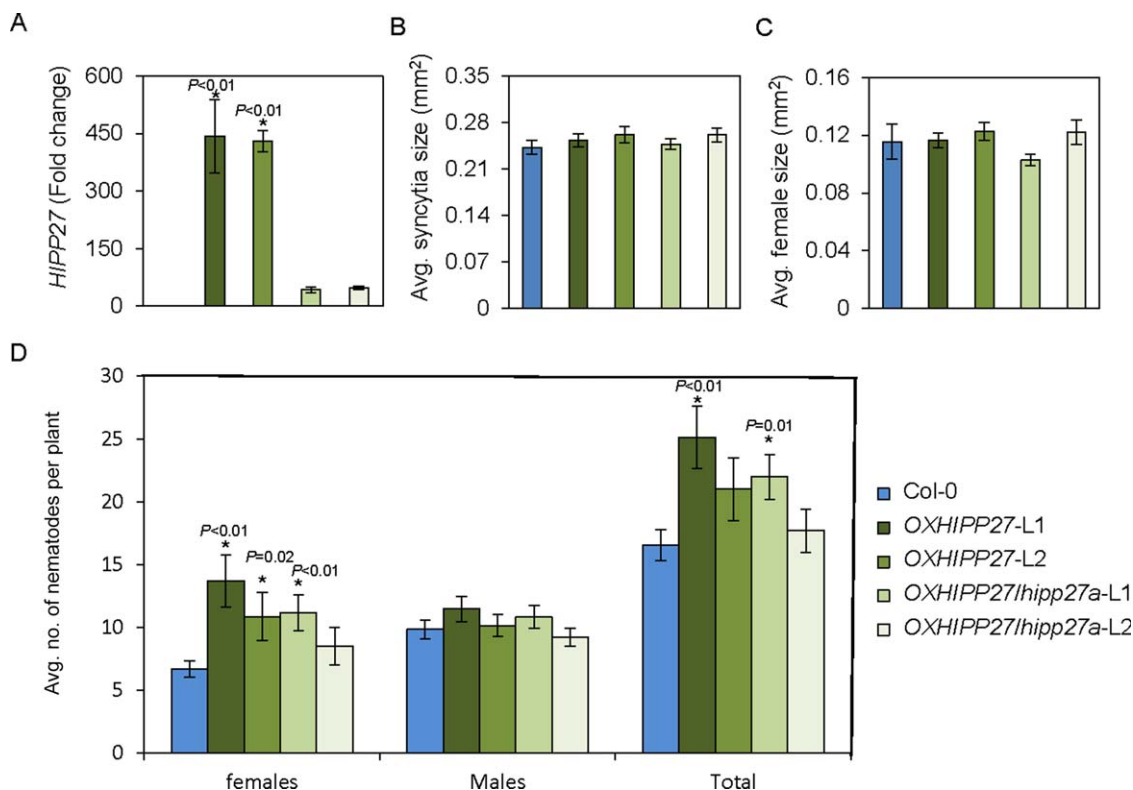 A
HIPP27 (Fold change)
600
450
300
150
0
P<0.01
*
P<0.01
*
B
Avg. syncytia size (mm²)
0.35
0.28
0.21
0.14
0.07
0
C
Avg. female size (mm²)
0.16
0.12
0.08
0.04
0
D
Avg. no. of nematodes per plant
30
25
20
15
10
5
0
P<0.01
*
P=0.02
*
P<0.01
*
P<0.01
*
P=0.01
*
females
Males
Total
Col-0
OXHIPP27-L1
OXHIPP27-L2
OXHIPP27/hipp27a-L1
OXHIPP27/hipp27a-L2